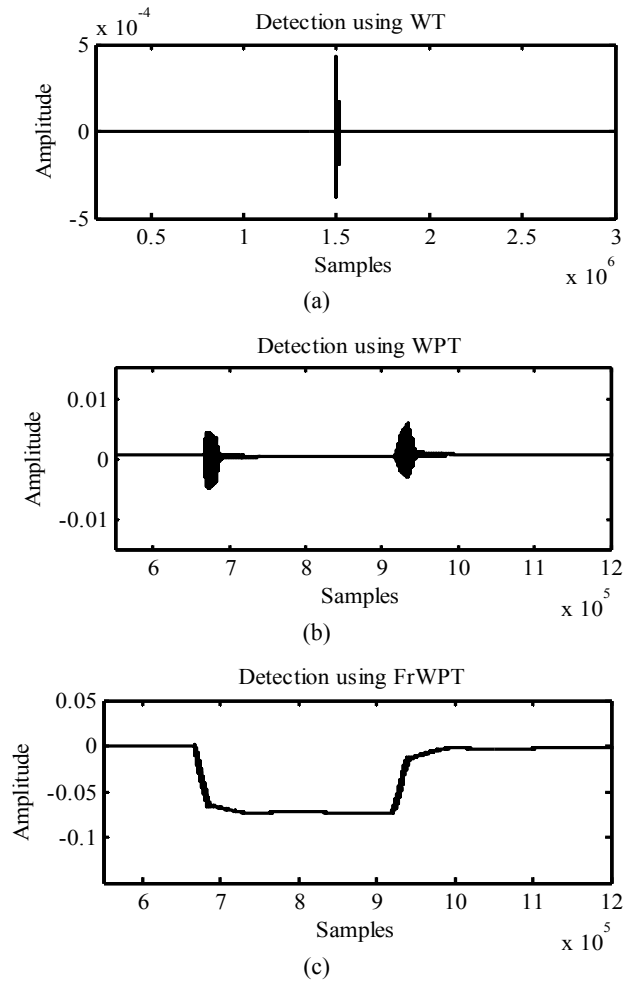 x 10^-4
Detection using WT
5
0
-5
Amplitude
0.5 1 1.5 2 2.5 3
Samples
x 10^6
(a)
Detection using WPT
0.01
0
-0.01
Amplitude
6 7 8 9 10 11 12
Samples
x 10^5
(b)
Detection using FrWPT
0.05
0
-0.05
-0.1
Amplitude
6 7 8 9 10 11 12
Samples
x 10^5
(c)